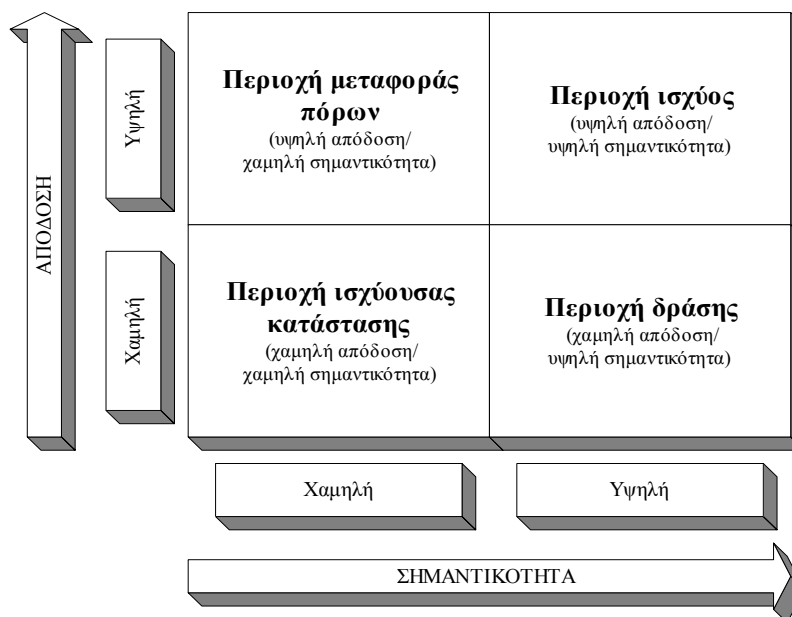 ΑΠΟΔΟΣΗ
Υψηλή
Περιοχή μεταφοράς
πόρων
(υψηλή απόδοση/
χαμηλή σημαντικότητα)
Περιοχή ισχύος
(υψηλή απόδοση/
υψηλή σημαντικότητα)
Χαμηλή
Περιοχή ισχύουσας
κατάστασης
(χαμηλή απόδοση/
χαμηλή σημαντικότητα)
Περιοχή δράσης
(χαμηλή απόδοση/
υψηλή σημαντικότητα)
Χαμηλή
Υψηλή
ΣΗΜΑΝΤΙΚΟΤΗΤΑ